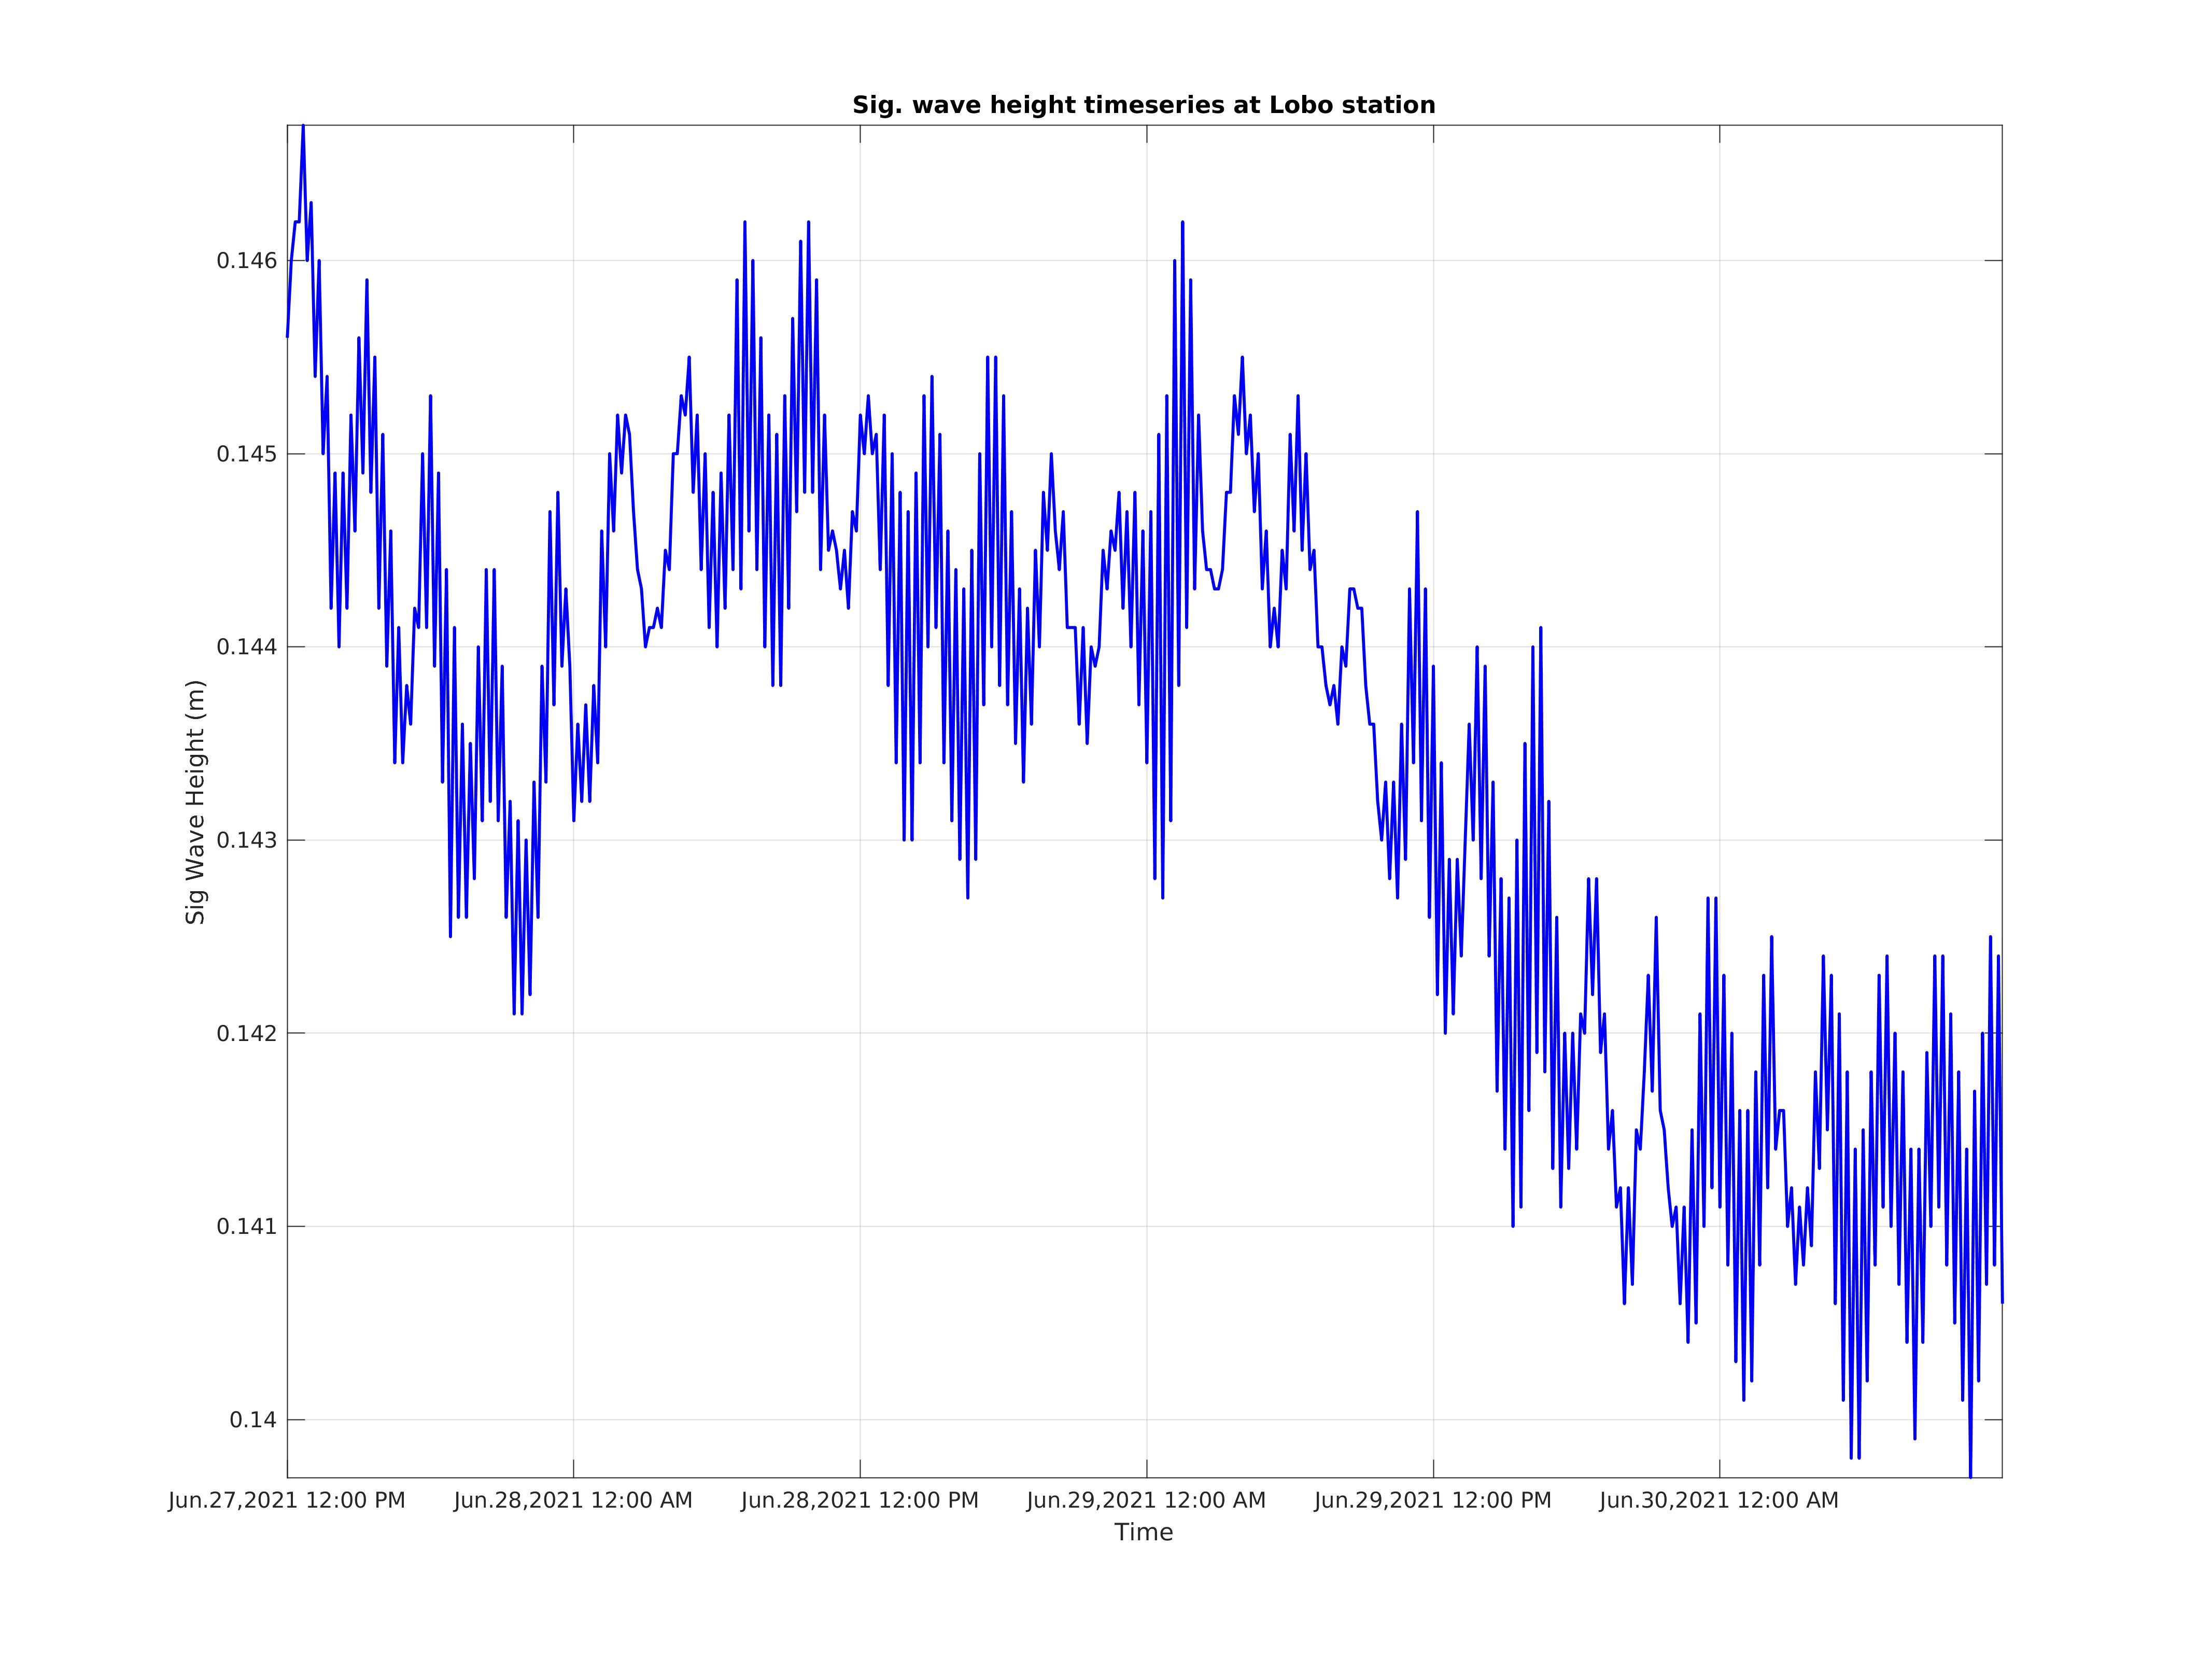 Sig. wave height timeseries at Lobo station
0.146
0.145
0.144
0.143
0.142
0.141
0.14
Sig Wave Height (m)
Jun.27,2021 12:00 PM
Jun.28,2021 12:00 AM
Jun.28,2021 12:00 PM
Jun.29,2021 12:00 AM
Jun.29,2021 12:00 PM
Jun.30,2021 12:00 AM
Time